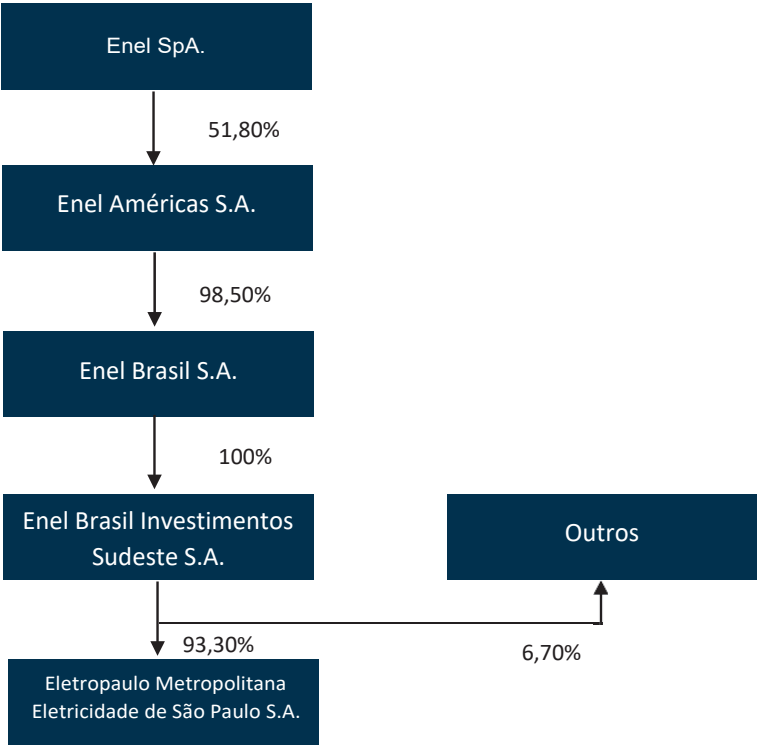 Enel SpA.
51,80%
Enel Américas S.A.
98,50%
Enel Brasil S.A.
100%
Enel Brasil Investimentos
Sudeste S.A.
Outros
93,30%
6,70%
Eletropaulo Metropolitana
Eletricidade de São Paulo S.A.